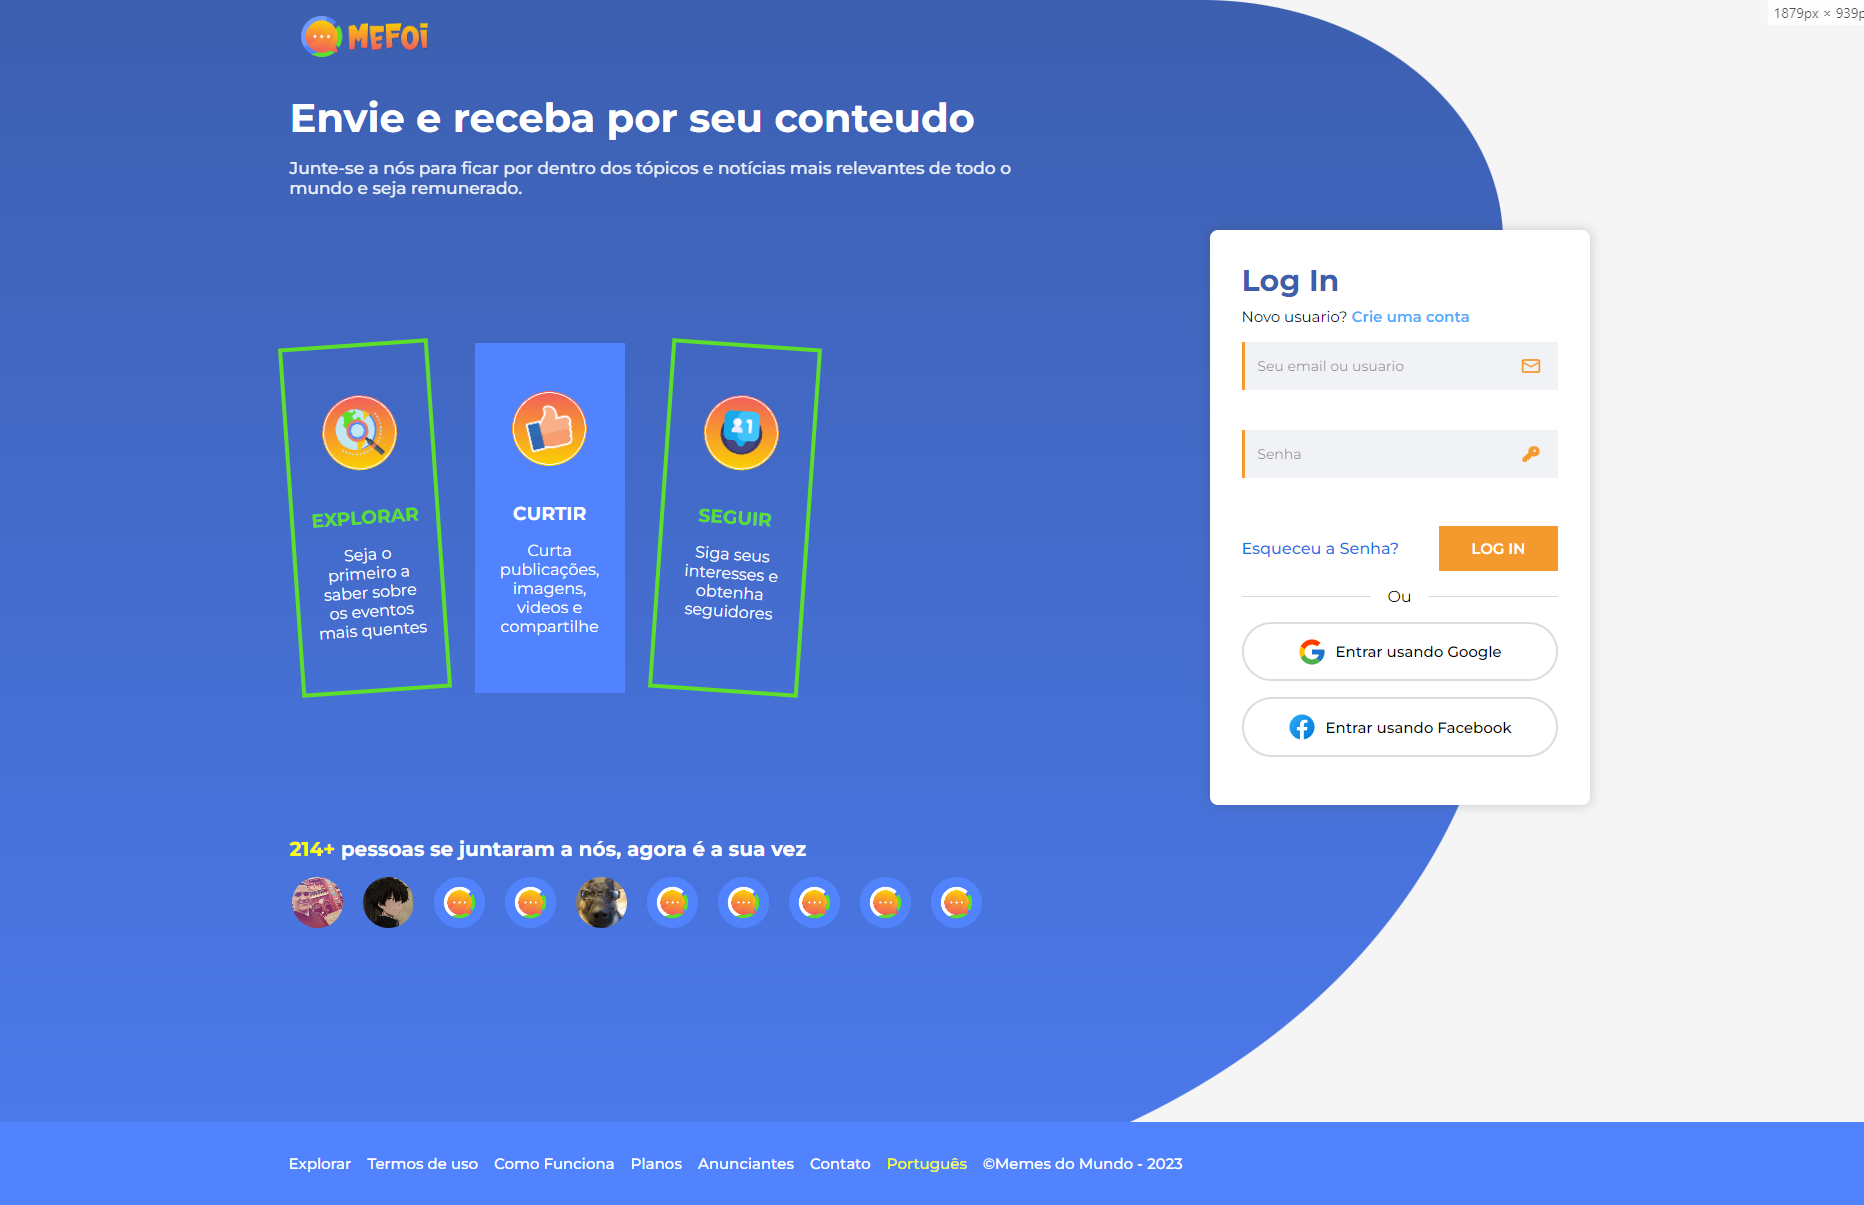 MEFOi
1879px × 939p
Envie e receba por seu conteudo
Junte-se a nós para ficar por dentro dos tópicos e notícias mais relevantes de todo o
mundo e seja remunerado.
EXPLORAR
Seja o
primeiro a
saber sobre
os eventos
mais quentes
CURTIR
Curta
publicações,
imagens,
videos e
compartilhe
1
SEGUIR
Siga seus
interesses e
obtenha
seguidores
Log In
Novo usuario? Crie uma conta
Seu email ou usuario
Senha
Esqueceu a Senha?
LOG IN
Ou
Entrar usando Google
Entrar usando Facebook
214+ pessoas se juntaram a nós, agora é a sua vez
Explorar Termos de uso Como Funciona Planos Anunciantes Contato Português ©Memes do Mundo - 2023